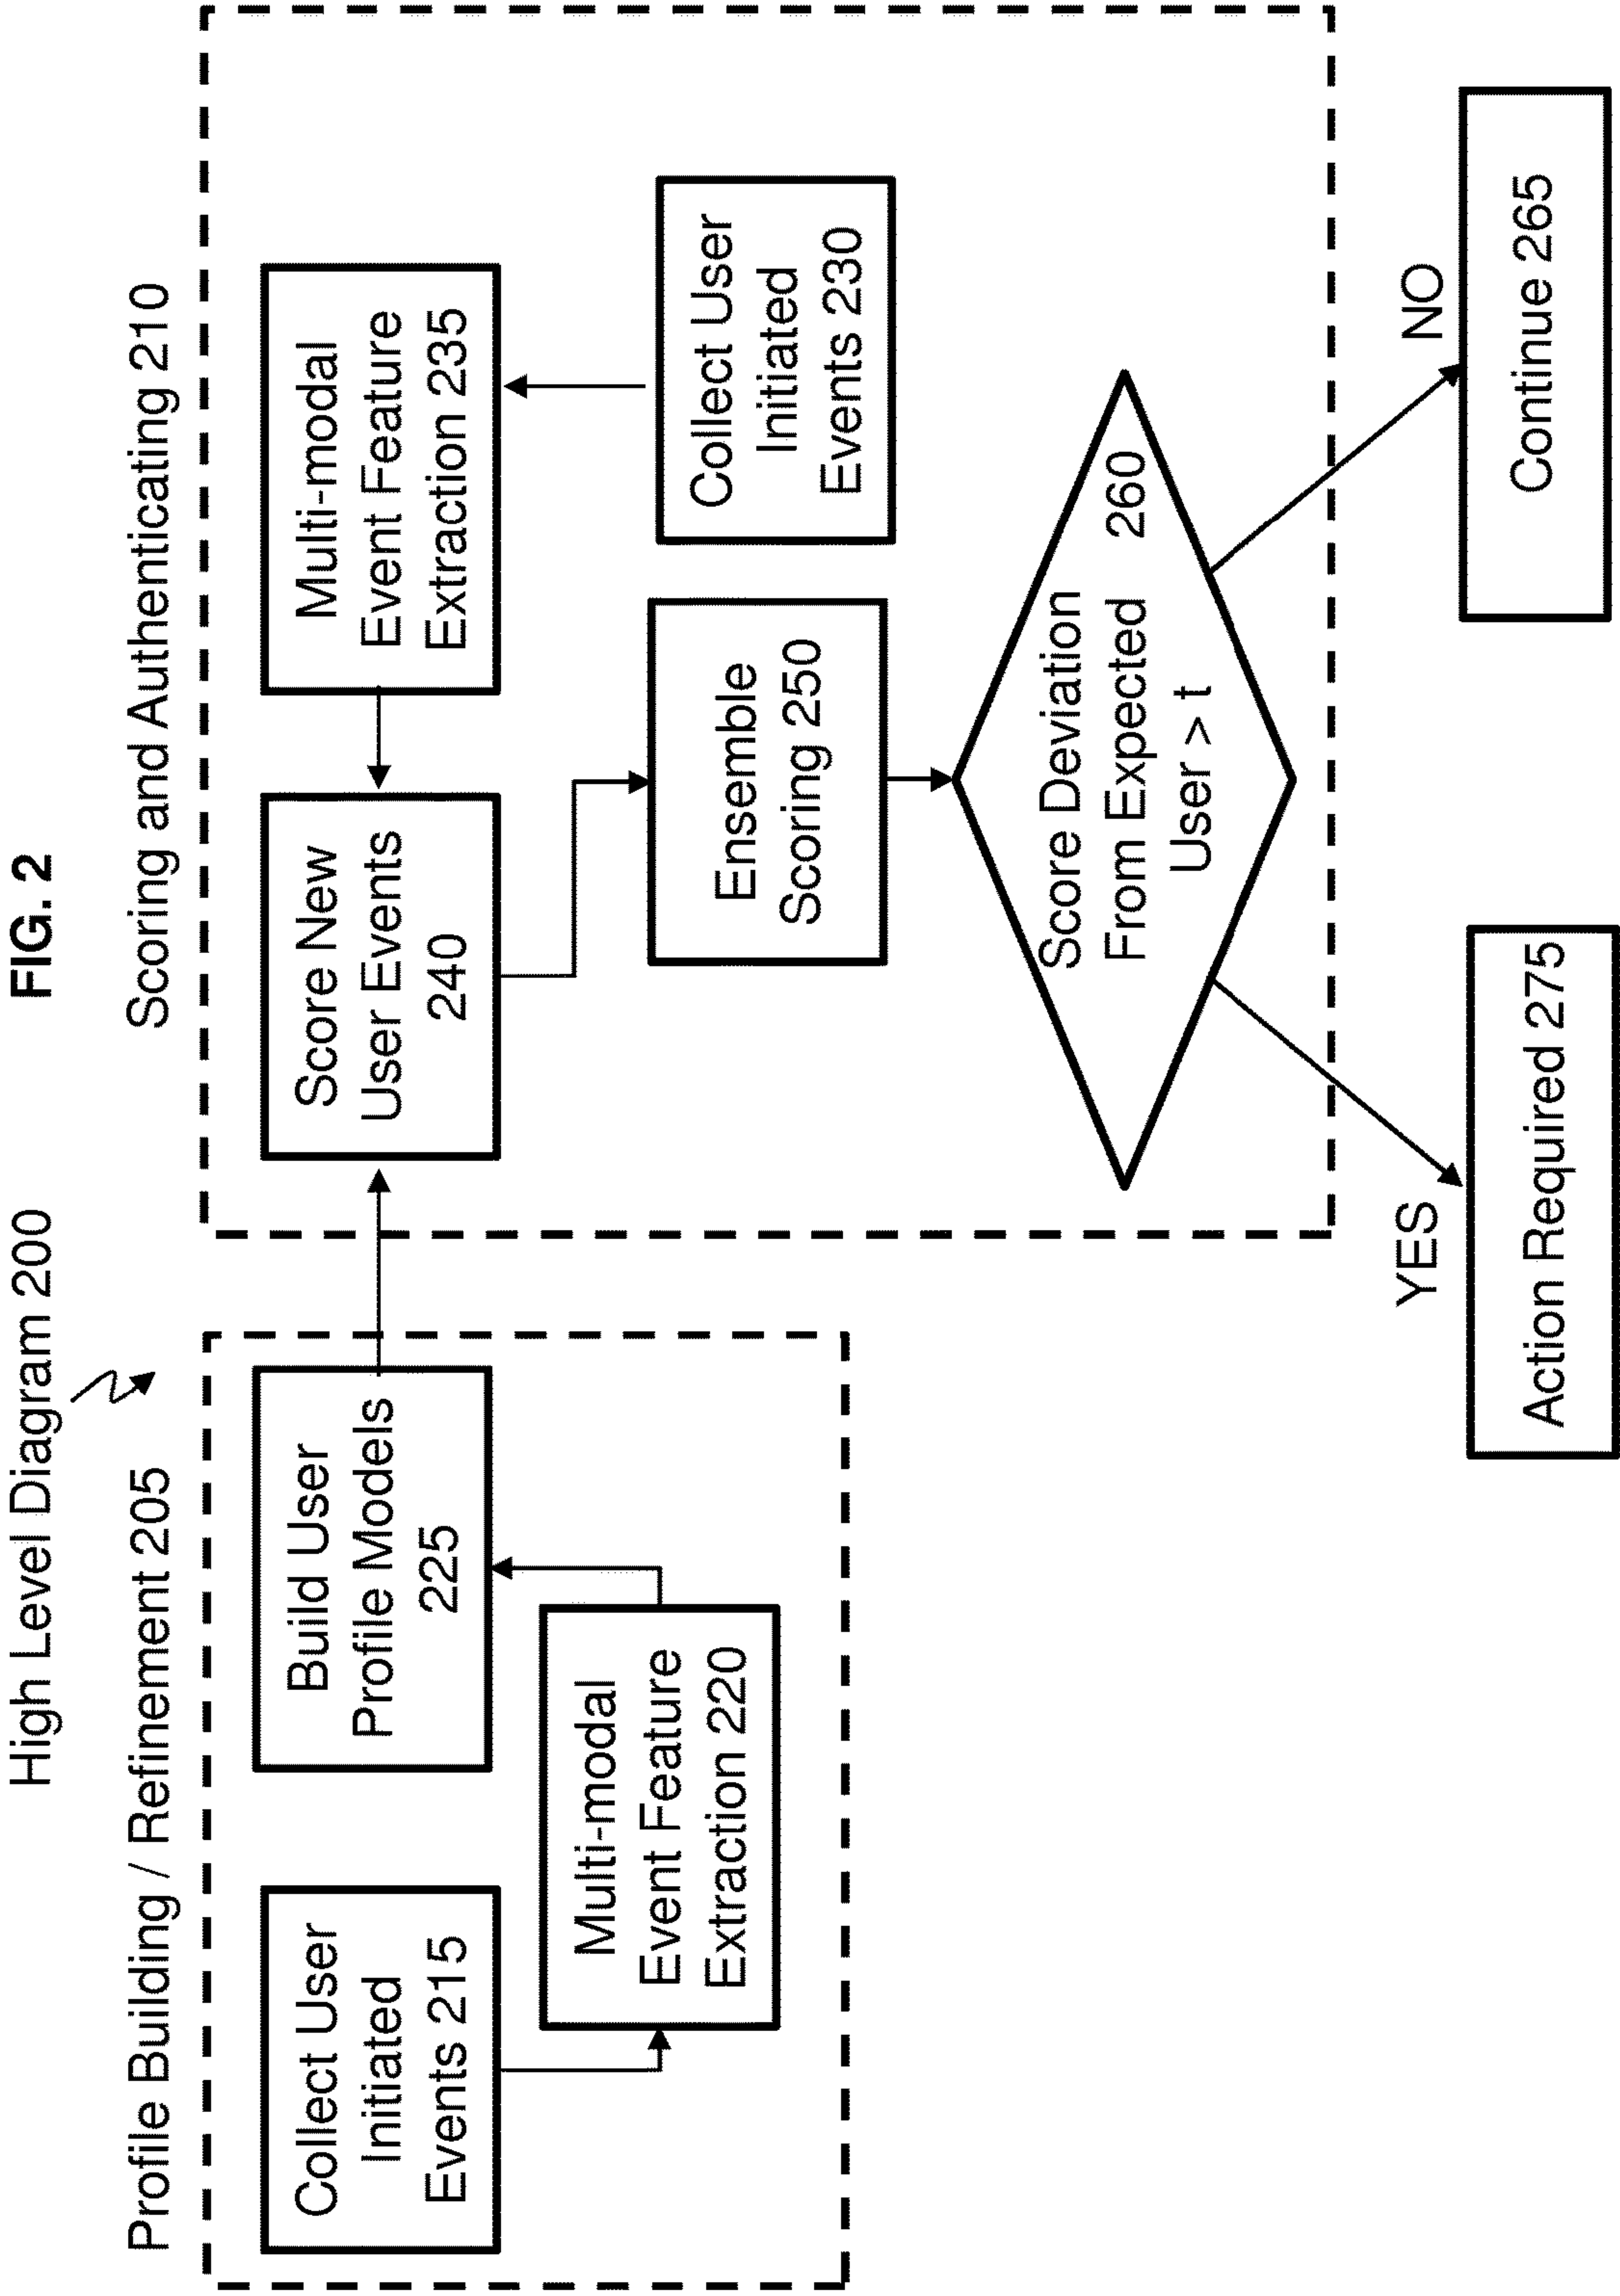 FIG. 2
High Level Diagram 200
Profile Building / Refinement 205
Collect User
Initiated
Events 215
Multi-modal
Event Feature
Extraction 220
Build User
Profile Models
225
Scoring and Authenticating 210
Score New
User Events
240
Multi-modal
Event Feature
Extraction 235
Collect User
Initiated
Events 230
Ensemble
Scoring 250
Score Deviation
From Expected 260
User > t
YES
NO
Action Required 275
Continue 265